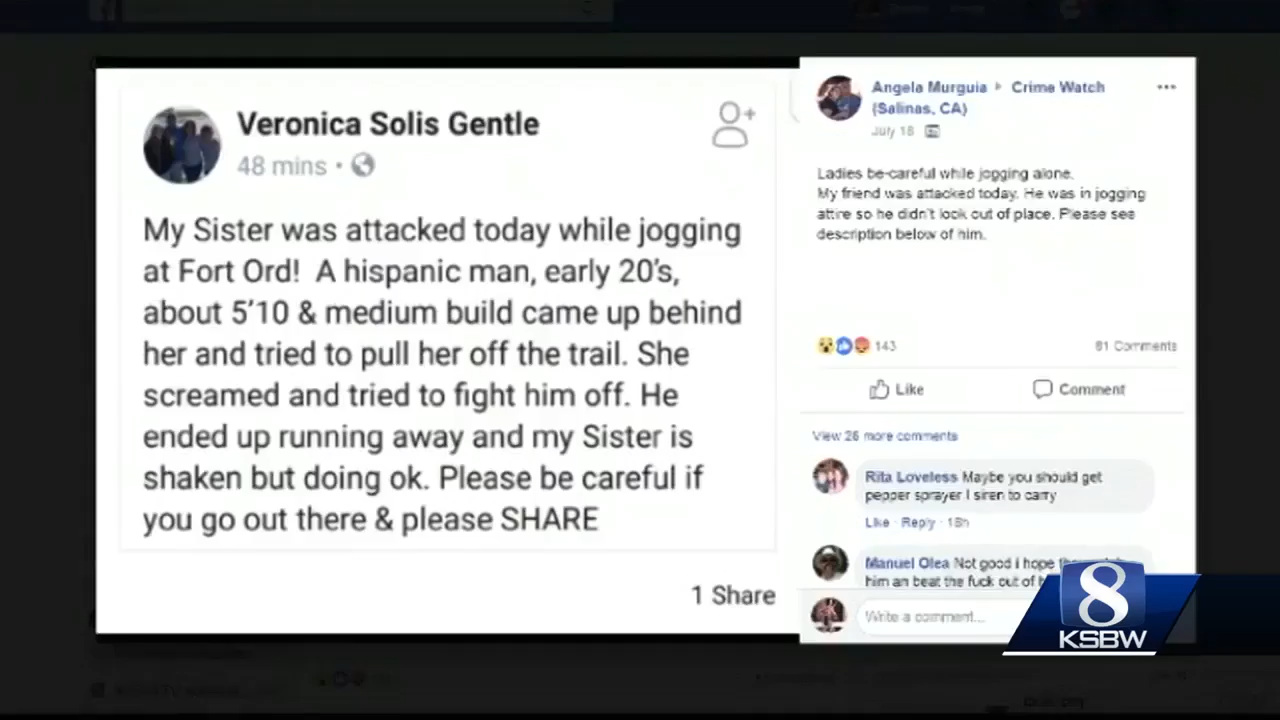 Veronica Solis Gentle
48 mins •
My Sister was attacked today while jogging
at Fort Ord! A hispanic man, early 20's,
about 5'10 & medium build came up behind
her and tried to pull her off the trail. She
screamed and tried to fight him off. He
ended up running away and my Sister is
shaken but doing ok. Please be careful if
you go out there & please SHARE
1 Share
Angela Murguia ▸ Crime Watch
(Salinas, CA)
July 18
Ladies be-careful while jogging alone.
My friend was attacked today. He was in jogging
attire so he didn't look out of place. Please see
description below of him.
143
81 Comments
Like
Comment
View 26 more comments
Rita Loveless Maybe you should get
pepper sprayer I siren to carry
Like · Reply · 18h
Manuel Olea Not good i hope
him an beat the fuck out of
Write a comment...
8
KSBW